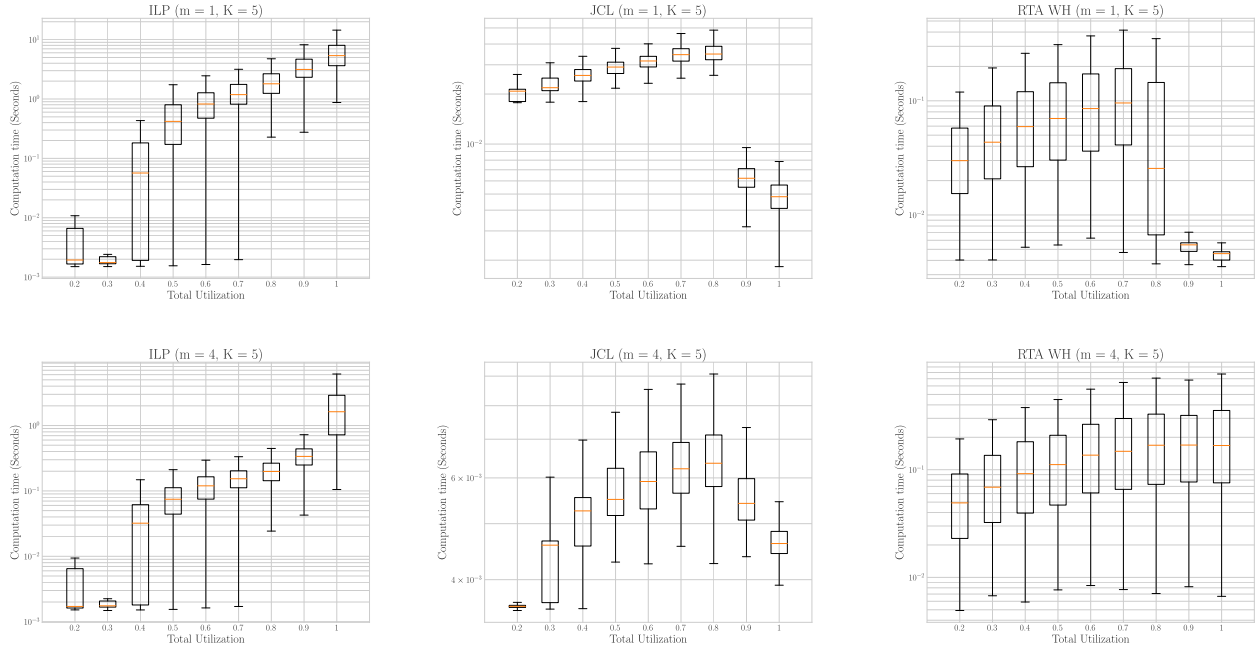 ILP (m = 1, K = 5)
Computation time (Seconds)
10¹
10⁰
10⁻¹
10⁻²
10⁻³
0.2 0.3 0.4 0.5 0.6 0.7 0.8 0.9 1
Total Utilization
JCL (m = 1, K = 5)
Computation time (Seconds)
10⁻²
0.2 0.3 0.4 0.5 0.6 0.7 0.8 0.9 1
Total Utilization
RTA WH (m = 1, K = 5)
Computation time (Seconds)
10⁻¹
10⁻²
0.2 0.3 0.4 0.5 0.6 0.7 0.8 0.9 1
Total Utilization
ILP (m = 4, K = 5)
Computation time (Seconds)
10⁰
10⁻¹
10⁻²
10⁻³
0.2 0.3 0.4 0.5 0.6 0.7 0.8 0.9 1
Total Utilization
JCL (m = 4, K = 5)
Computation time (Seconds)
6 × 10⁻³
4 × 10⁻³
0.2 0.3 0.4 0.5 0.6 0.7 0.8 0.9 1
Total Utilization
RTA WH (m = 4, K = 5)
Computation time (Seconds)
10⁻¹
10⁻²
0.2 0.3 0.4 0.5 0.6 0.7 0.8 0.9 1
Total Utilization